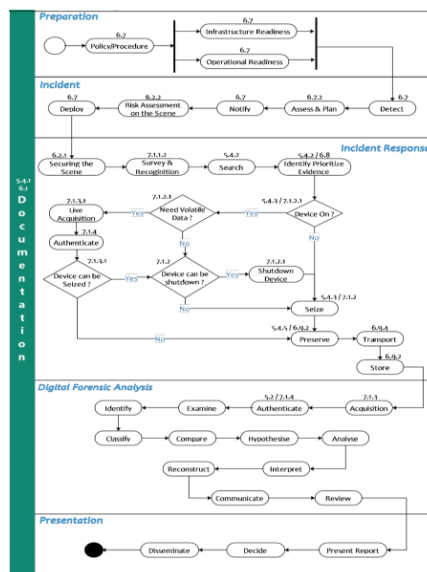 Preparation
6.7
Policy/Procedure
6.7
Infrastructure Readiness
6.7
Operational Readiness
Incident
6.7
Deploy
6.2.2
Risk Assessment
on the Scene
6.7
Notify
6.7.2
Assess & Plan
6.7
Detect
Incident Response
6.2.1
Securing the
Scene
7.1.1.2
Survey &
Recoginition
5.4.2
Search
5.4.2 / 6.8
Identify Prioritize
Evidence
7.1.3.1
Live
Acquisition
Yes
7.1.2.1
Need Volatile
Data ?
Yes
5.4.3 / 7.1.2.1
Device On ?
7.1.4
Authenticate
No
No
7.1.3.1
Device can be
Seized ?
Yes
7.1.2
Device can be
shutdown ?
Yes
7.1.2.1
Shutdown
Device
No
5.4.3 / 7.1.2
Seize
No
5.4.5 / 6.9.2
Preserve
6.9.4
Transport
6.9.2
Store
5.4.1
6.1
Documentation
Digital Forensic Analysis
Identify
Examine
5.2 / 7.1.4
Authenticate
7.1.3
Acquisition
Classify
Compare
Hypothesise
Analyse
Reconstruct
Interpret
Communicate
Review
Presentation
Disseminate
Decide
Present Report